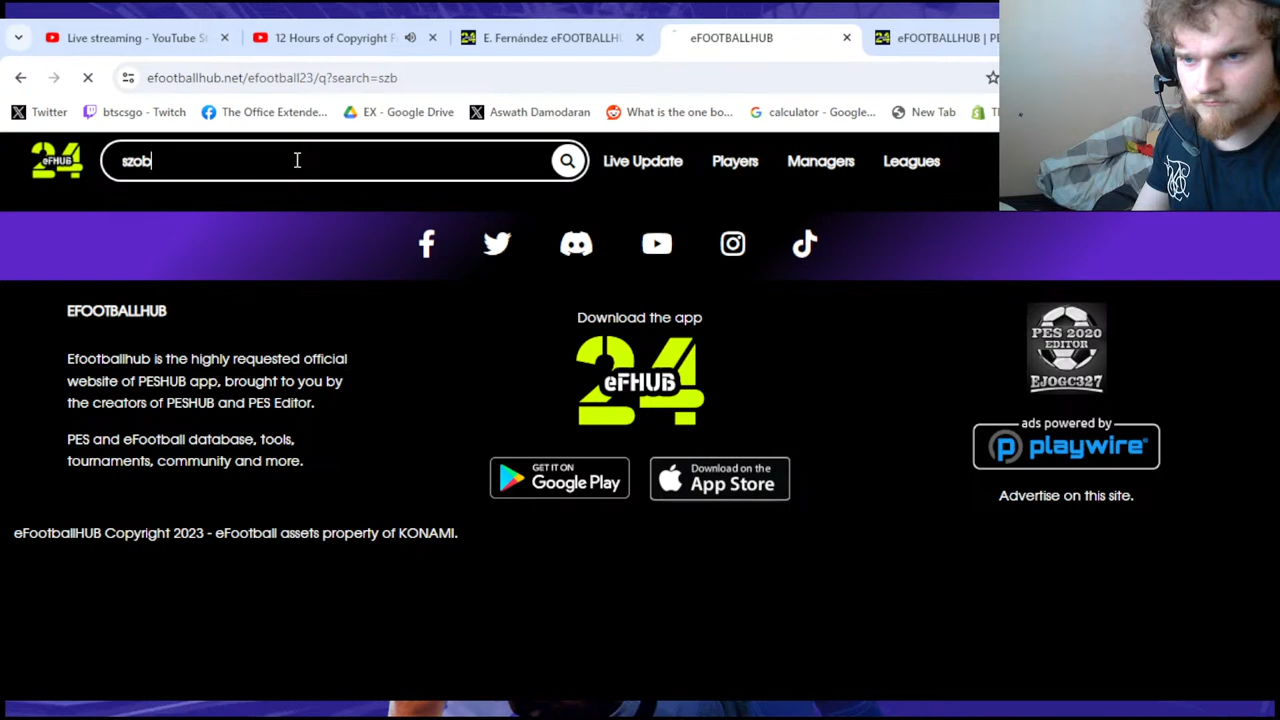 Live streaming - YouTube S
12 Hours of Copyright F
E. Fernández eFOOTBALLH
eFOOTBALLHUB
eFOOTBALLHUB | PE
efootballhub.net/efootball23/q?search=szb
Twitter
btscsgo - Twitch
The Office Extende...
EX - Google Drive
Aswath Damodaran
What is the one bo...
calculator - Google...
New Tab
24
eFHUB
szob
Live Update
Players
Managers
Leagues
EFOOTBALLHUB
Efootballhub is the highly requested official
website of PESHUB app, brought to you by
the creators of PESHUB and PES Editor.
PES and eFootball database, tools,
tournaments, community and more.
Download the app
24
eFHUB
GET IT ON
Google Play
Download on the
App Store
PES 2020
EDITOR
EJOGC327
ads powered by
playwire
Advertise on this site.
eFootballHUB Copyright 2023 - eFootball assets property of KONAMI.